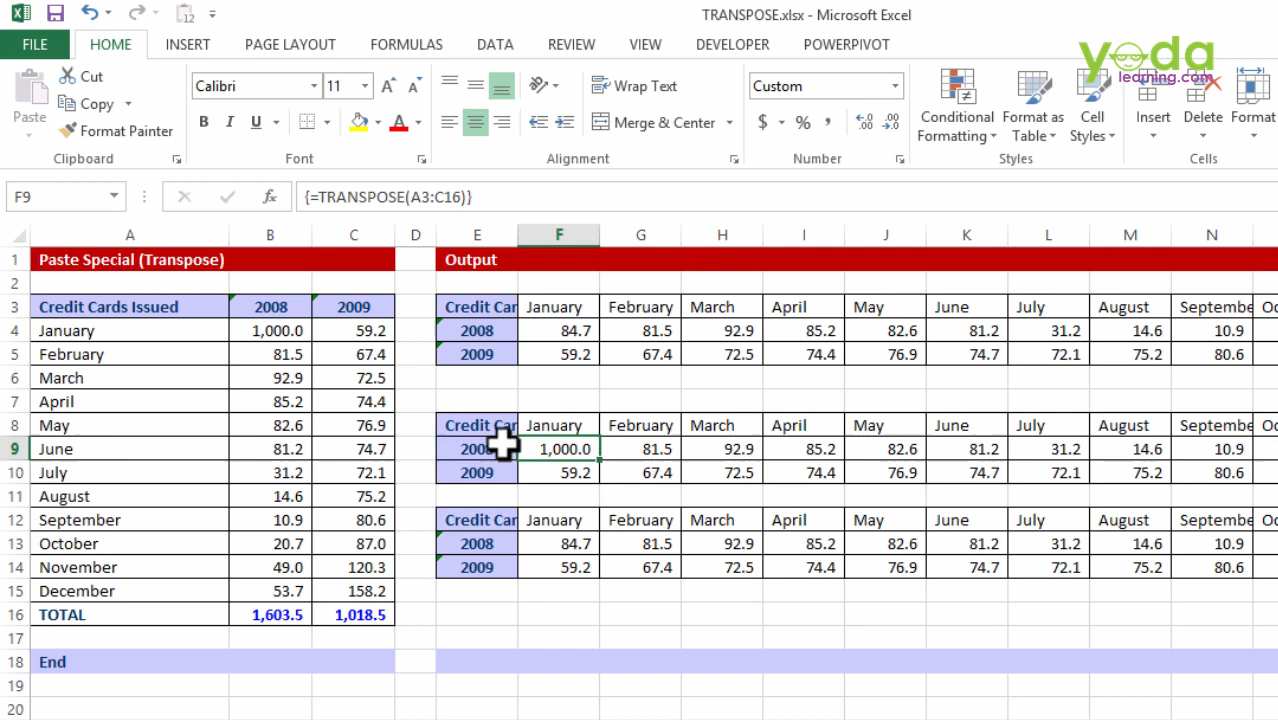 TRANSPOSE.xlsx - Microsoft Excel
12
FILE HOME INSERT PAGE LAYOUT FORMULAS DATA REVIEW VIEW DEVELOPER POWERPIVOT
yoda
learning.com
Paste
Cut
Copy
Format Painter
Clipboard
Calibri 11 A A
B I U A
Font
Wrap Text
Merge & Center
Alignment
Custom
$ % , .00 .00
Number
Conditional Formatting
Format as Table
Cell Styles
Styles
Insert Delete Format
Cells
F9 fx {=TRANSPOSE(A3:C16)}
A B C D E F G H I J K L M N
1 Paste Special (Transpose) Output
2
3 Credit Cards Issued 2008 2009 Credit Car January February March April May June July August Septembe Oc
4 January 1,000.0 59.2 2008 84.7 81.5 92.9 85.2 82.6 81.2 31.2 14.6 10.9
5 February 81.5 67.4 2009 59.2 67.4 72.5 74.4 76.9 74.7 72.1 75.2 80.6
6 March 92.9 72.5
7 April 85.2 74.4
8 May 82.6 76.9 Credit Car January February March April May June July August Septembe Oc
9 June 81.2 74.7 2008 1,000.0 81.5 92.9 85.2 82.6 81.2 31.2 14.6 10.9
10 July 31.2 72.1 2009 59.2 67.4 72.5 74.4 76.9 74.7 72.1 75.2 80.6
11 August 14.6 75.2
12 September 10.9 80.6 Credit Car January February March April May June July August Septembe Oc
13 October 20.7 87.0 2008 84.7 81.5 92.9 85.2 82.6 81.2 31.2 14.6 10.9
14 November 49.0 120.3 2009 59.2 67.4 72.5 74.4 76.9 74.7 72.1 75.2 80.6
15 December 53.7 158.2
16 TOTAL 1,603.5 1,018.5
17
18 End
19
20